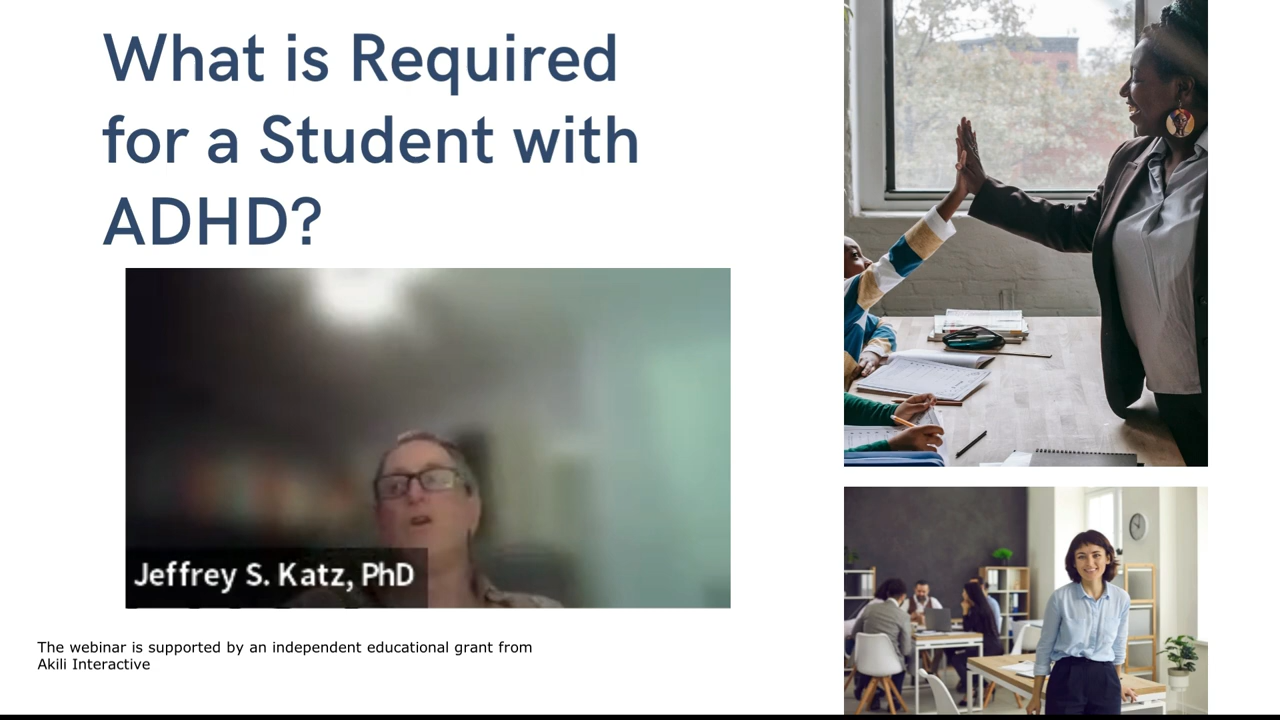 What is Required
for a Student with
ADHD?
Jeffrey S. Katz, PhD
The webinar is supported by an independent educational grant from
Akili Interactive